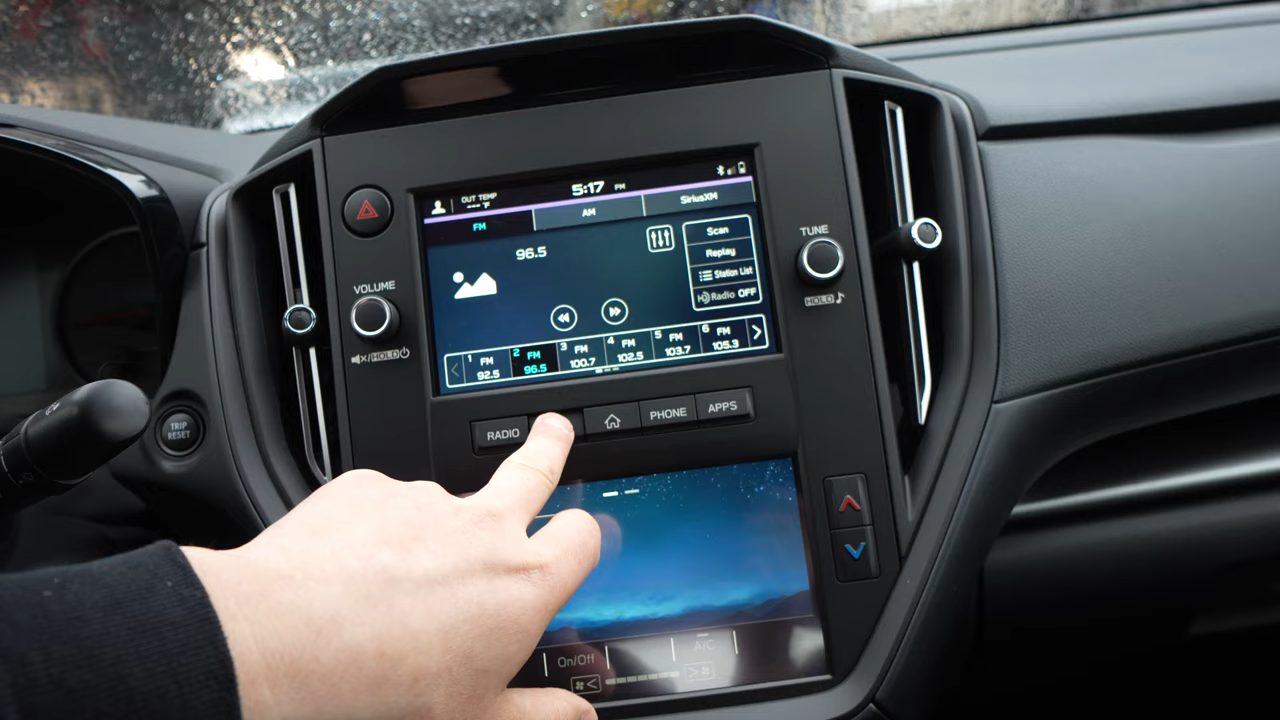 5:17 PM
OUT TEMP
--- °F
FM
AM
SiriusXM
96.5
Scan
Replay
Station List
HD Radio OFF
1 FM 92.5
2 FM 96.5
3 FM 100.7
4 FM 102.5
5 FM 103.7
6 FM 105.3
VOLUME
HOLD
TUNE
HOLD
TRIP
RESET
RADIO
PHONE
APPS
On/Off
A/C